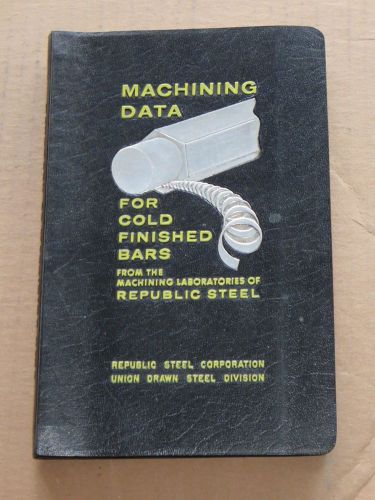 MACHINING
DATA
FOR
COLD
FINISHED
BARS
FROM THE
MACHINING LABORATORIES OF
REPUBLIC STEEL
REPUBLIC STEEL CORPORATION
UNION DRAWN STEEL DIVISION